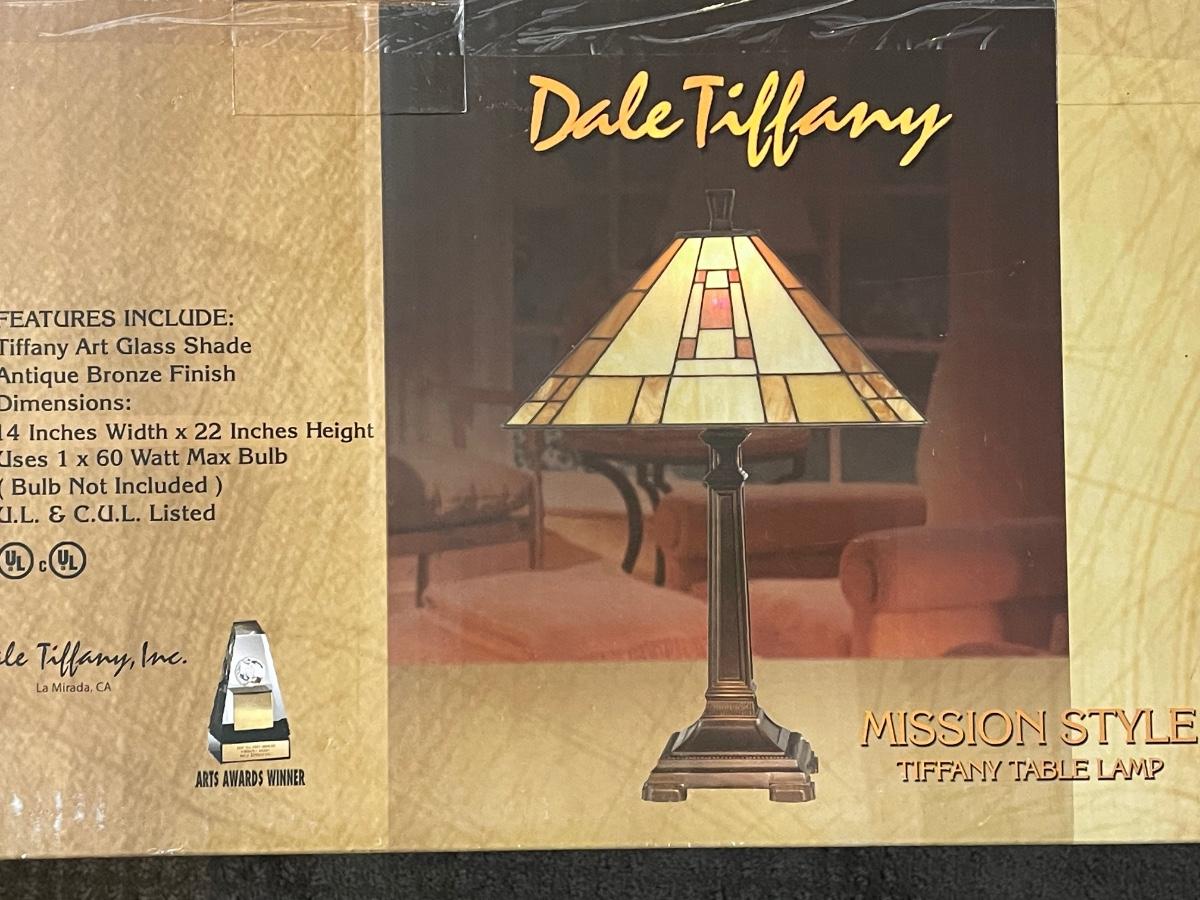 Dale Tiffany
FEATURES INCLUDE:
Tiffany Art Glass Shade
Antique Bronze Finish
Dimensions:
14 Inches Width x 22 Inches Height
Uses 1 x 60 Watt Max Bulb
( Bulb Not Included )
U.L. & C.U.L. Listed
UL c UL
Tiffany, Inc.
La Mirada, CA
ARTS AWARDS WINNER
MISSION STYLE
TIFFANY TABLE LAMP